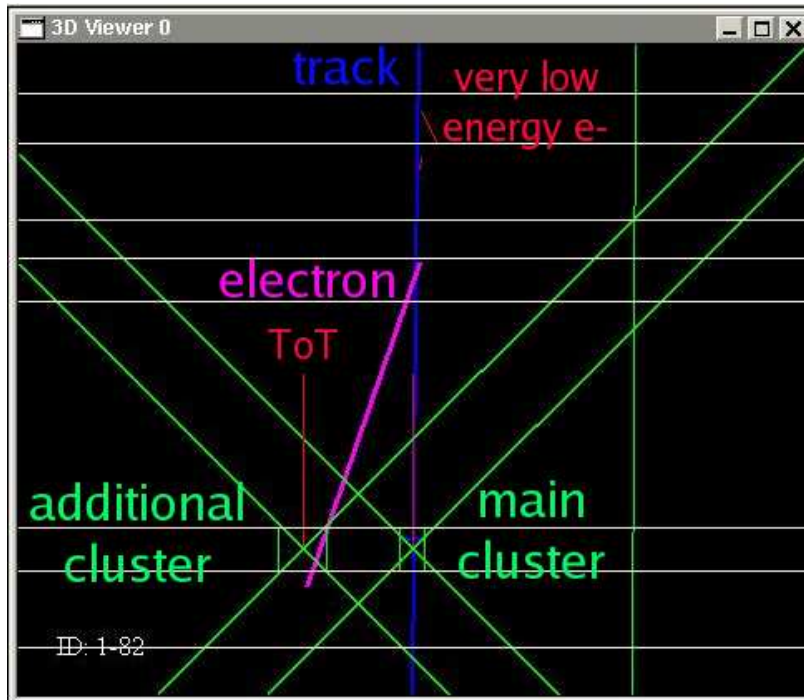 3D Viewer 0
track
very low
energy e-
electron
ToT
additional
cluster
main
cluster
ID: 1-82